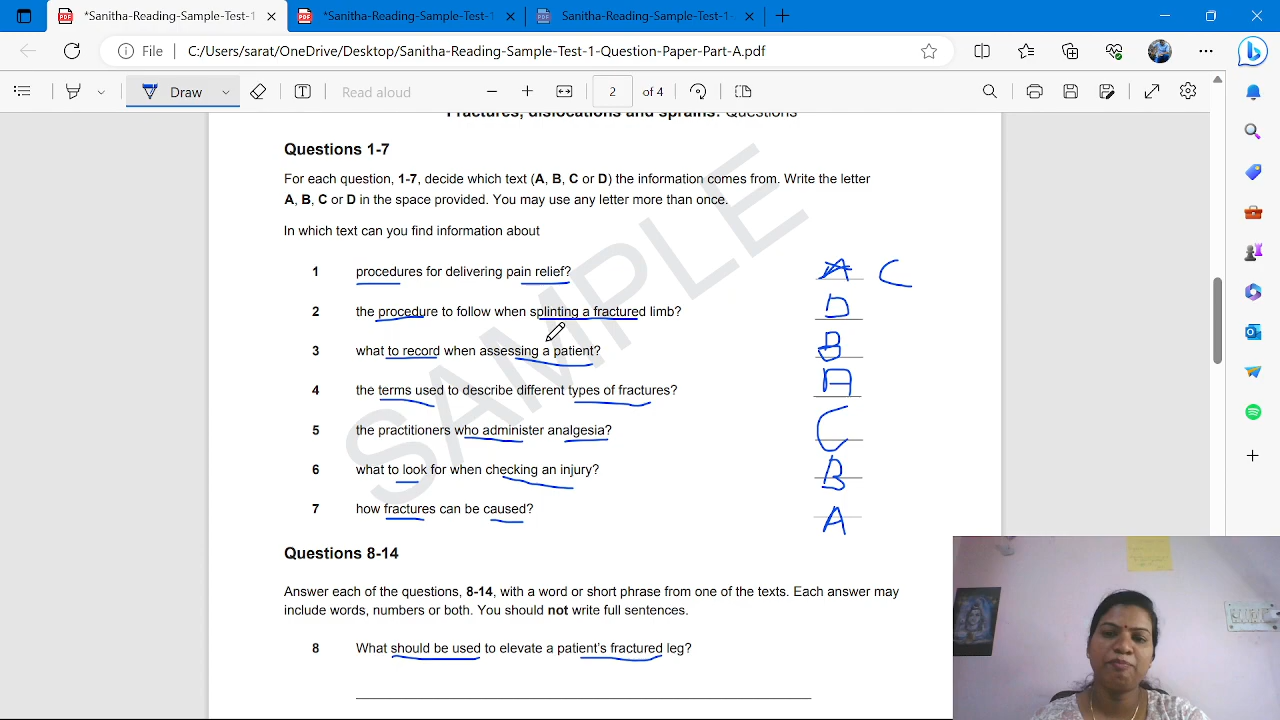 *Sanitha-Reading-Sample-Test-1
*Sanitha-Reading-Sample-Test-1
Sanitha-Reading-Sample-Test-1-
File
C:/Users/sarat/OneDrive/Desktop/Sanitha-Reading-Sample-Test-1-Question-Paper-Part-A.pdf
Draw
Read aloud
2 of 4
Fractures, dislocations and sprains: Questions
Questions 1-7
For each question, 1-7, decide which text (A, B, C or D) the information comes from. Write the letter
A, B, C or D in the space provided. You may use any letter more than once.
In which text can you find information about
1 procedures for delivering pain relief? A C
2 the procedure to follow when splinting a fractured limb? D
3 what to record when assessing a patient? B
4 the terms used to describe different types of fractures? A
5 the practitioners who administer analgesia? C
6 what to look for when checking an injury? B
7 how fractures can be caused? A
SAMPLE
Questions 8-14
Answer each of the questions, 8-14, with a word or short phrase from one of the texts. Each answer may
include words, numbers or both. You should not write full sentences.
8 What should be used to elevate a patient's fractured leg?